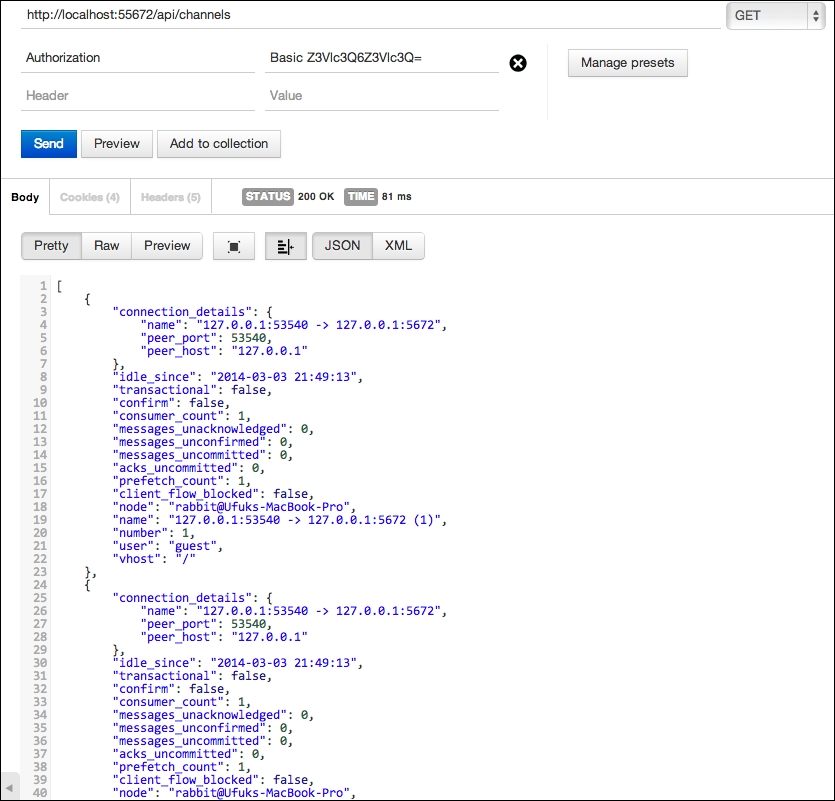 http://localhost:55672/api/channels GET
Authorization Basic Z3Vlc3Q6Z3Vlc3Q= Manage presets
Header Value
Send Preview Add to collection
Body Cookies (4) Headers (5) STATUS 200 OK TIME 81 ms
Pretty Raw Preview JSON XML
1 [
2 {
3 "connection_details": {
4 "name": "127.0.0.1:53540 -> 127.0.0.1:5672",
5 "peer_port": 53540,
6 "peer_host": "127.0.0.1"
7 },
8 "idle_since": "2014-03-03 21:49:13",
9 "transactional": false,
10 "confirm": false,
11 "consumer_count": 1,
12 "messages_unacknowledged": 0,
13 "messages_unconfirmed": 0,
14 "messages_uncommitted": 0,
15 "acks_uncommitted": 0,
16 "prefetch_count": 1,
17 "client_flow_blocked": false,
18 "node": "rabbit@Ufuks-MacBook-Pro",
19 "name": "127.0.0.1:53540 -> 127.0.0.1:5672 (1)",
20 "number": 1,
21 "user": "guest",
22 "vhost": "/"
23 },
24 {
25 "connection_details": {
26 "name": "127.0.0.1:53540 -> 127.0.0.1:5672",
27 "peer_port": 53540,
28 "peer_host": "127.0.0.1"
29 },
30 "idle_since": "2014-03-03 21:49:13",
31 "transactional": false,
32 "confirm": false,
33 "consumer_count": 1,
34 "messages_unacknowledged": 0,
35 "messages_unconfirmed": 0,
36 "messages_uncommitted": 0,
37 "acks_uncommitted": 0,
38 "prefetch_count": 1,
39 "client_flow_blocked": false,
40 "node": "rabbit@Ufuks-MacBook-Pro",